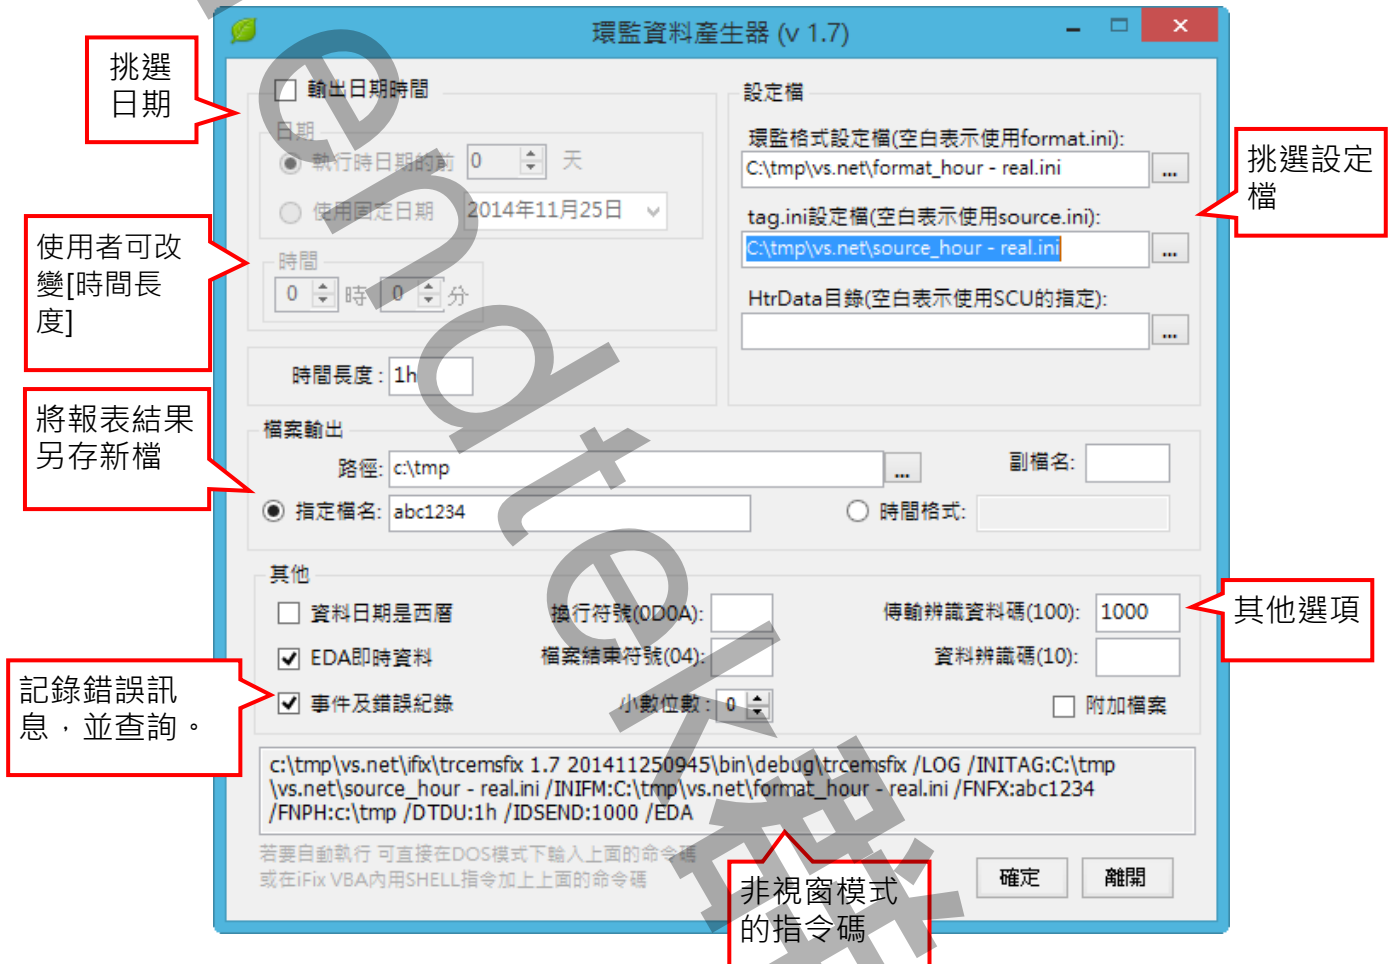 環監資料產生器 (v 1.7)
挑選
日期
輸出日期時間
日期
執行時日期的前 0 天
使用固定日期 2014年11月25日
使用者可改
變[時間長
度]
時間
0 時 0 分
時間長度: 1h
設定檔
環監格式設定檔(空白表示使用format.ini):
C:\tmp\vs.net\format_hour - real.ini
...
tag.ini設定檔(空白表示使用source.ini):
C:\tmp\vs.net\source_hour - real.ini
...
HtrData目錄(空白表示使用SCU的指定):
...
挑選設定
檔
將報表結果
另存新檔
檔案輸出
路徑: c:\tmp ... 副檔名:
指定檔名: abc1234 時間格式:
其他
資料日期是西曆 換行符號(0D0A): 傳輸辨識資料碼(100): 1000
EDA即時資料 檔案結束符號(04): 資料辨識碼(10):
事件及錯誤紀錄 小數位數: 0 附加檔案
其他選項
記錄錯誤訊
息，並查詢。
c:\tmp\vs.net\ifix\trcemsfix 1.7 201411250945\bin\debug\trcemsfix /LOG /INITAG:C:\tmp
\vs.net\source_hour - real.ini /INIFM:C:\tmp\vs.net\format_hour - real.ini /FNFX:abc1234
/FNPH:c:\tmp /DTDU:1h /IDSEND:1000 /EDA
若要自動執行 可直接在DOS模式下輸入上面的命令碼
或在iFix VBA內用SHELL指令加上上面的命令碼
確定 離開
非視窗模式
的指令碼
endtek